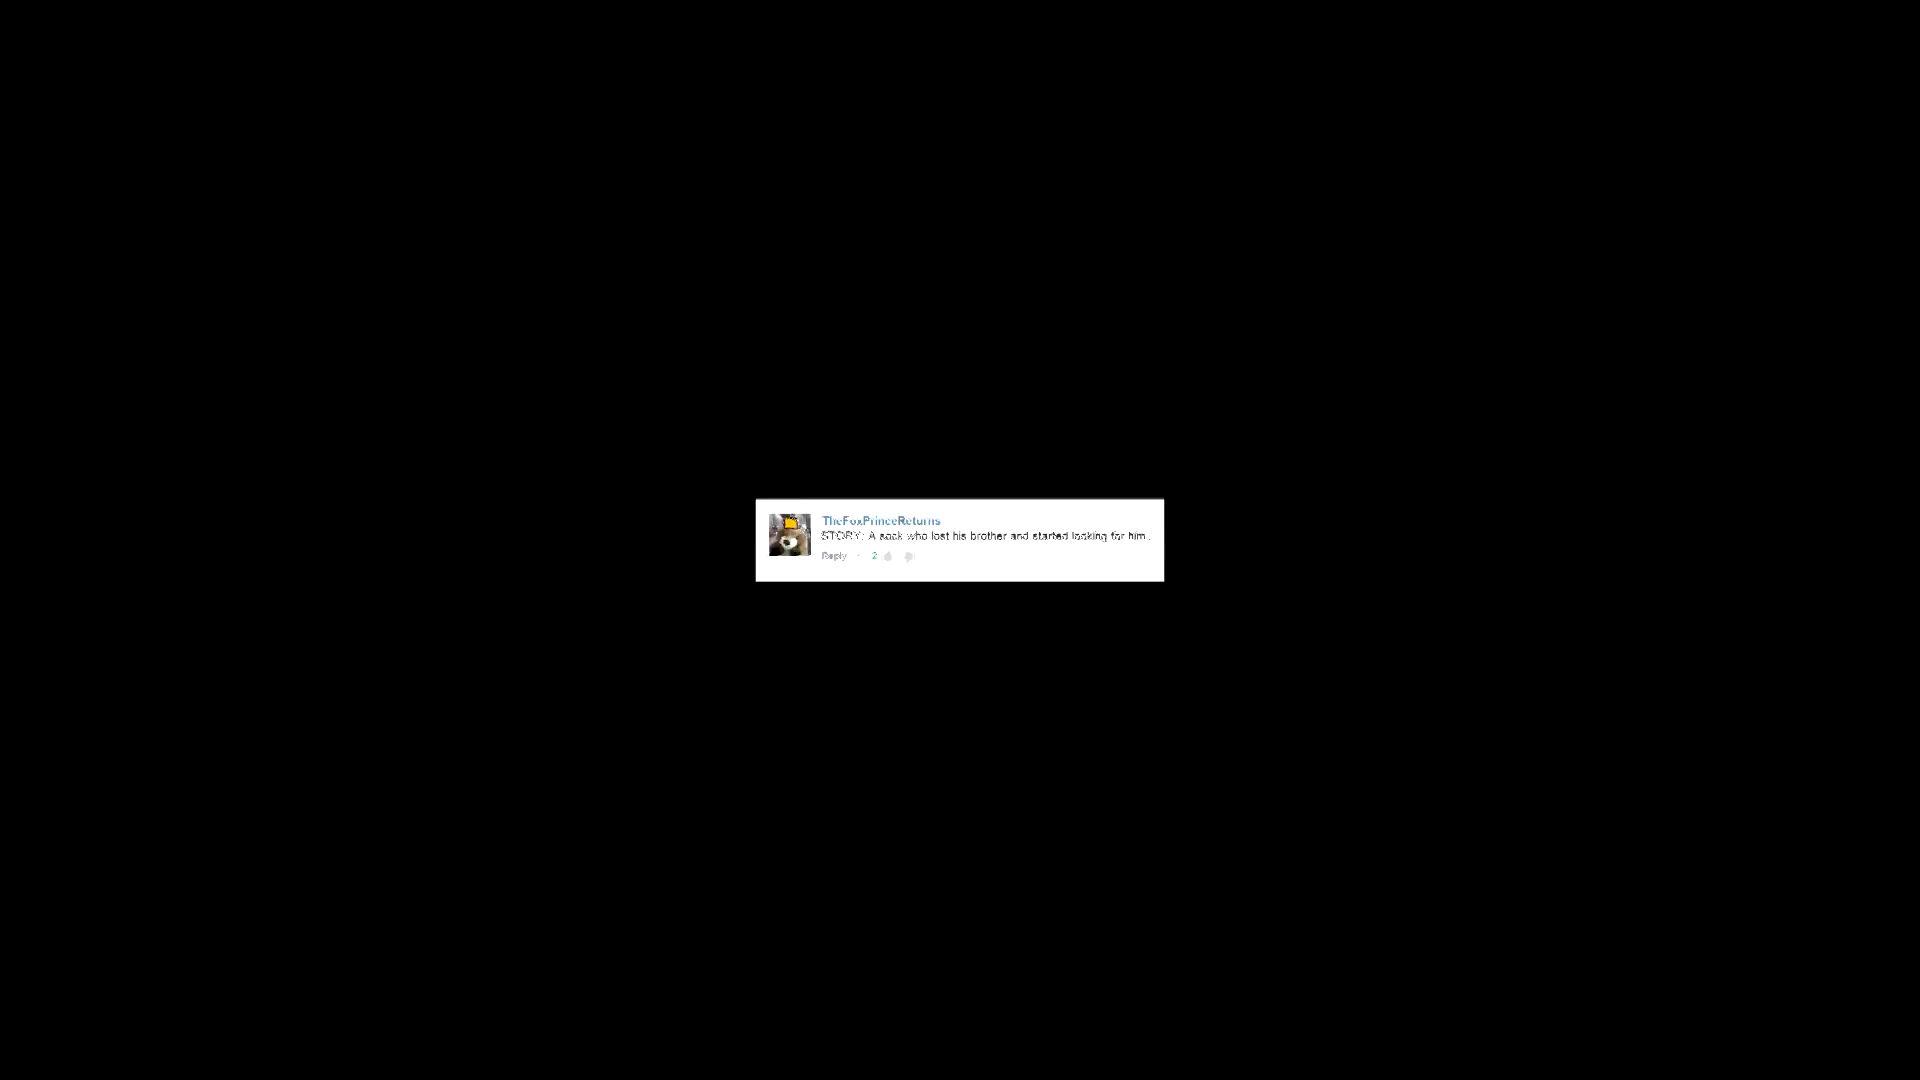 TheFoxPrinceReturns
STORY: A sack who lost his brother and started looking for him.
Reply · 2